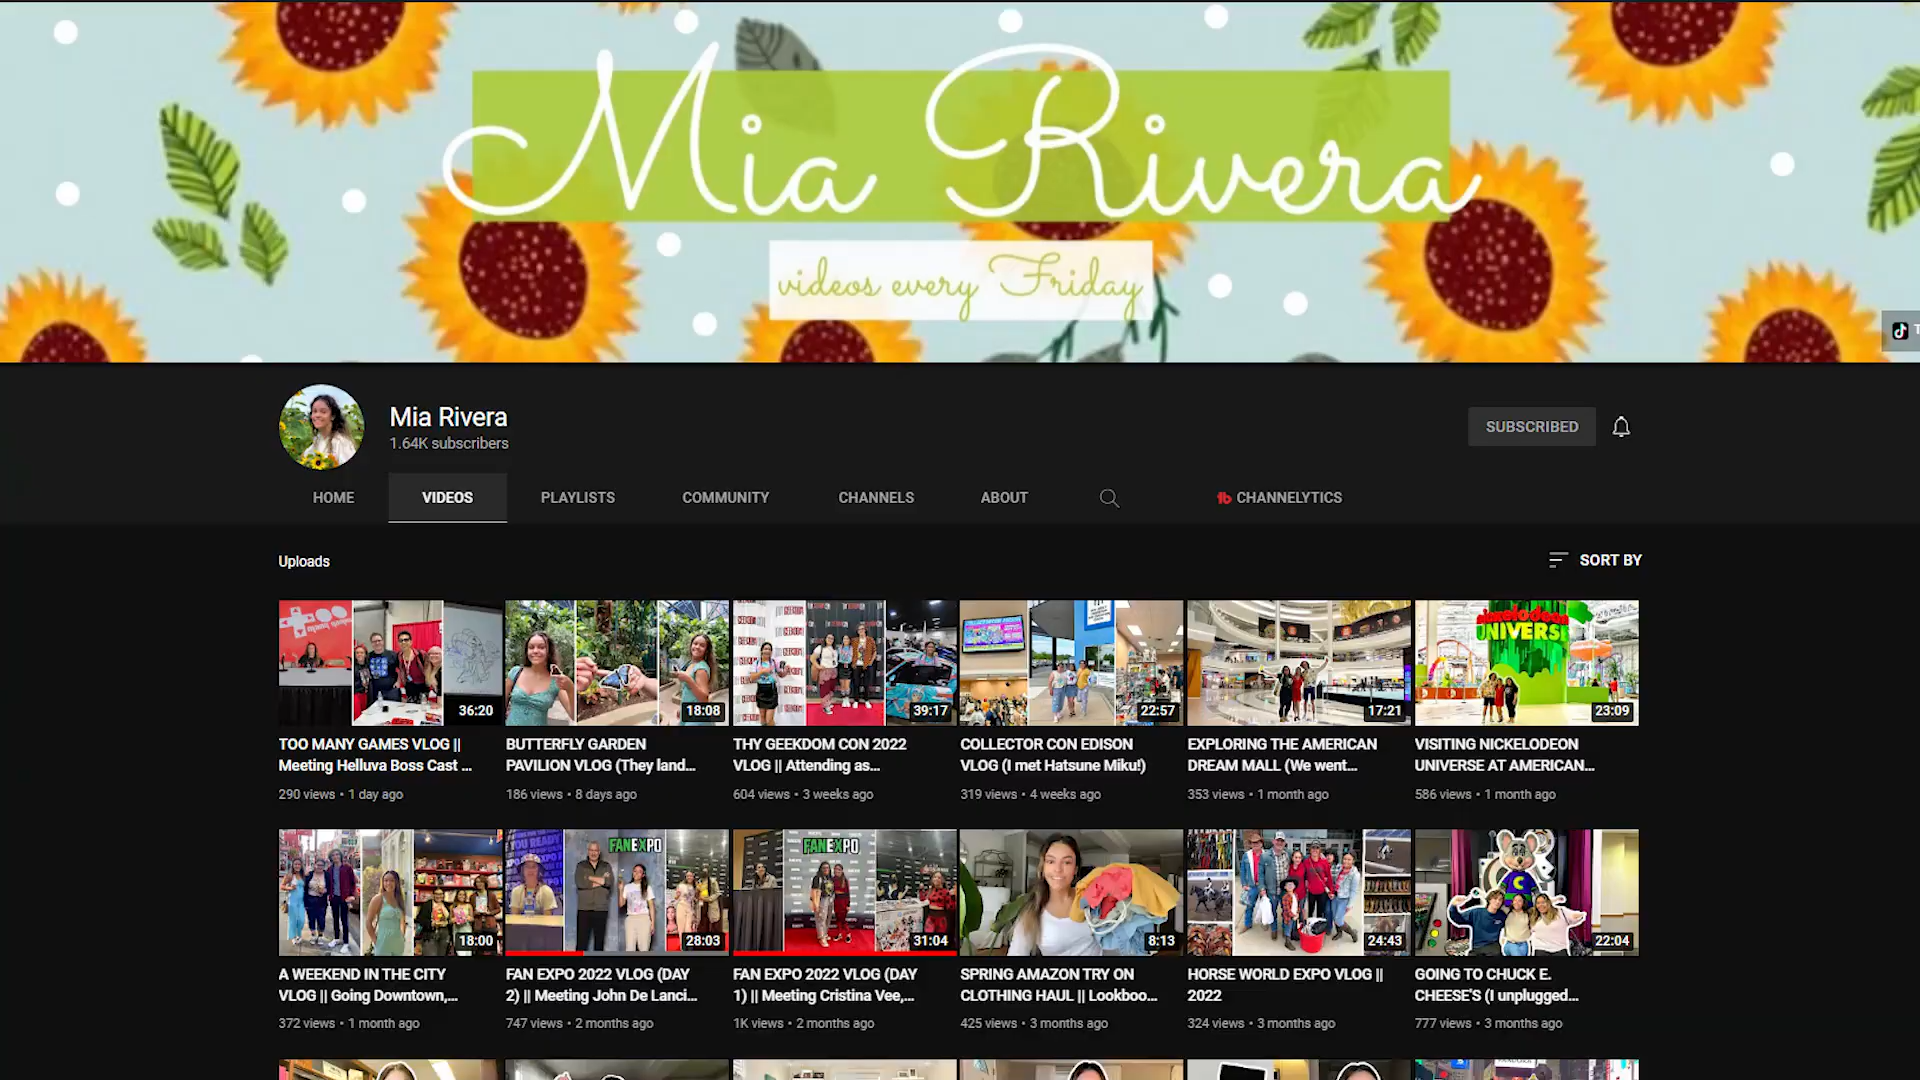 Mia Rivera
videos every Friday
Mia Rivera
1.64K subscribers
SUBSCRIBED
HOME
VIDEOS
PLAYLISTS
COMMUNITY
CHANNELS
ABOUT
CHANNELYTICS
Uploads
SORT BY
NICKELODEON
UNIVERSE
36:20
18:08
39:17
22:57
17:21
23:09
TOO MANY GAMES VLOG ||
Meeting Helluva Boss Cast ...
290 views • 1 day ago
BUTTERFLY GARDEN
PAVILION VLOG (They land...
186 views • 8 days ago
THY GEEKDOM CON 2022
VLOG || Attending as...
604 views • 3 weeks ago
COLLECTOR CON EDISON
VLOG (I met Hatsune Miku!)
319 views • 4 weeks ago
EXPLORING THE AMERICAN
DREAM MALL (We went...
353 views • 1 month ago
VISITING NICKELODEON
UNIVERSE AT AMERICAN...
586 views • 1 month ago
FAN EXPO
FAN EXPO
18:00
28:03
31:04
8:13
24:43
22:04
A WEEKEND IN THE CITY
VLOG || Going Downtown,...
372 views • 1 month ago
FAN EXPO 2022 VLOG (DAY
2) || Meeting John De Lanci...
747 views • 2 months ago
FAN EXPO 2022 VLOG (DAY
1) || Meeting Cristina Vee,...
1K views • 2 months ago
SPRING AMAZON TRY ON
CLOTHING HAUL || Lookboo...
425 views • 3 months ago
HORSE WORLD EXPO VLOG ||
2022
324 views • 3 months ago
GOING TO CHUCK E.
CHEESE'S (I unplugged...
777 views • 3 months ago